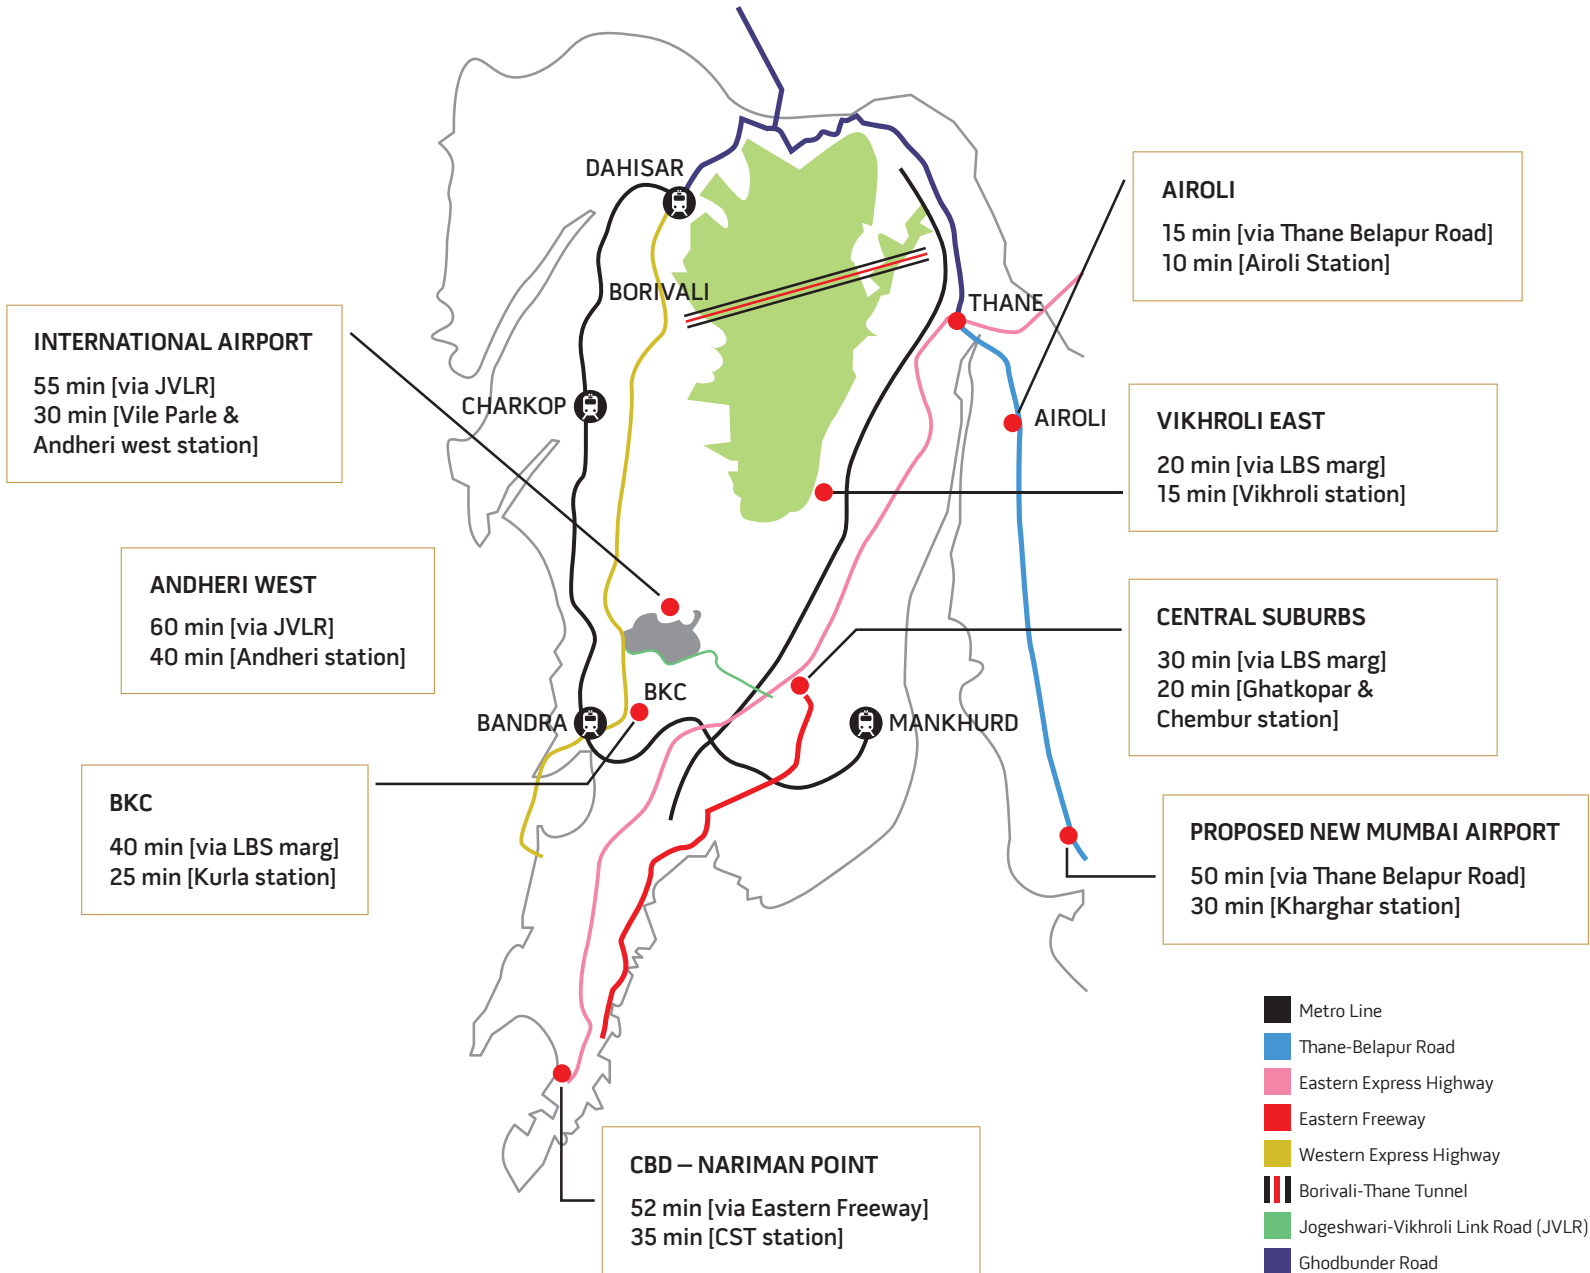 DAHISAR
AIROLI
15 min [via Thane Belapur Road]
10 min [Airoli Station]
BORIVALI
THANE
INTERNATIONAL AIRPORT
55 min [via JVLR]
30 min [Vile Parle &
Andheri west station]
CHARKOP
AIROLI
VIKHROLI EAST
20 min [via LBS marg]
15 min [Vikhroli station]
ANDHERI WEST
60 min [via JVLR]
40 min [Andheri station]
CENTRAL SUBURBS
30 min [via LBS marg]
20 min [Ghatkopar &
Chembur station]
BKC
BANDRA
MANKHURD
BKC
40 min [via LBS marg]
25 min [Kurla station]
PROPOSED NEW MUMBAI AIRPORT
50 min [via Thane Belapur Road]
30 min [Kharghar station]
CBD – NARIMAN POINT
52 min [via Eastern Freeway]
35 min [CST station]
Metro Line
Thane-Belapur Road
Eastern Express Highway
Eastern Freeway
Western Express Highway
Borivali-Thane Tunnel
Jogeshwari-Vikhroli Link Road (JVLR)
Ghodbunder Road